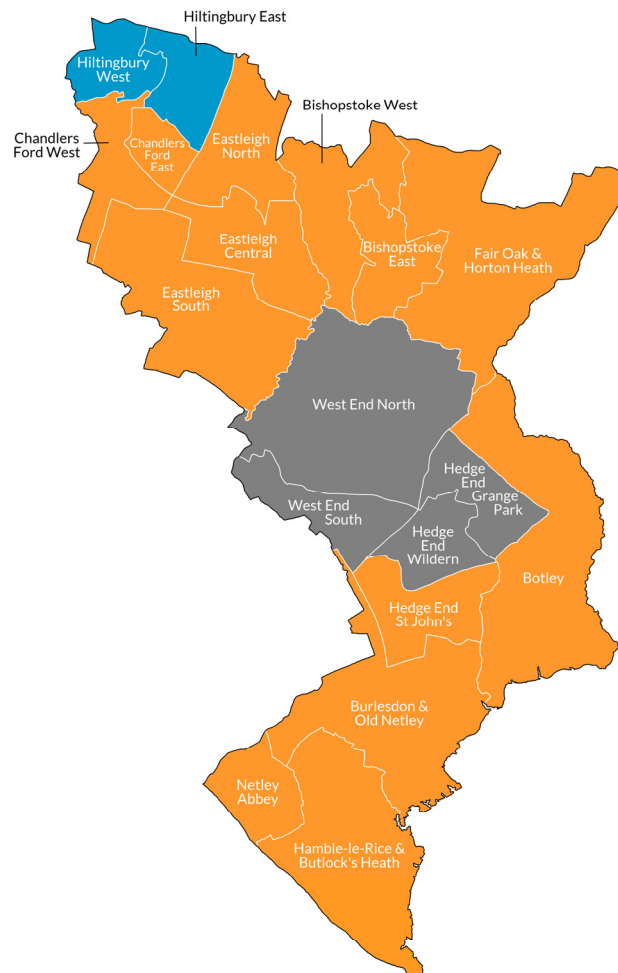 Hiltingbury East
Hiltingbury
West
Bishopstoke West
Chandlers
Ford West
Chandlers
Ford
East
Eastleigh
North
Eastleigh
Central
Bishopstoke
East
Fair Oak &
Horton Heath
Eastleigh
South
West End North
Hedge
End
Grange
Park
West End
South
Hedge
End
Wildern
Botley
Hedge End
St John's
Burlesdon &
Old Netley
Netley
Abbey
Hamble-le-Rice &
Butlock's Heath